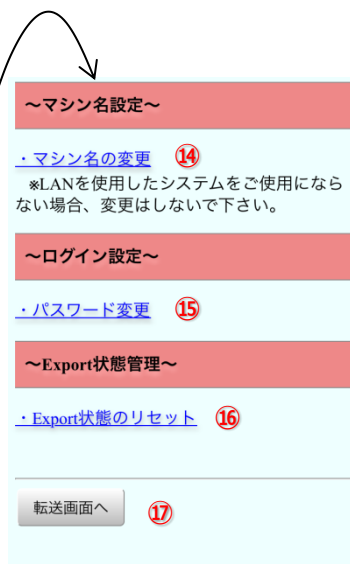 ～マシン名設定～
・マシン名の変更 ⑭
※LANを使用したシステムをご使用になら
ない場合、変更はしないで下さい。
～ログイン設定～
・パスワード変更 ⑮
～Export状態管理～
・Export状態のリセット ⑯
転送画面へ ⑰